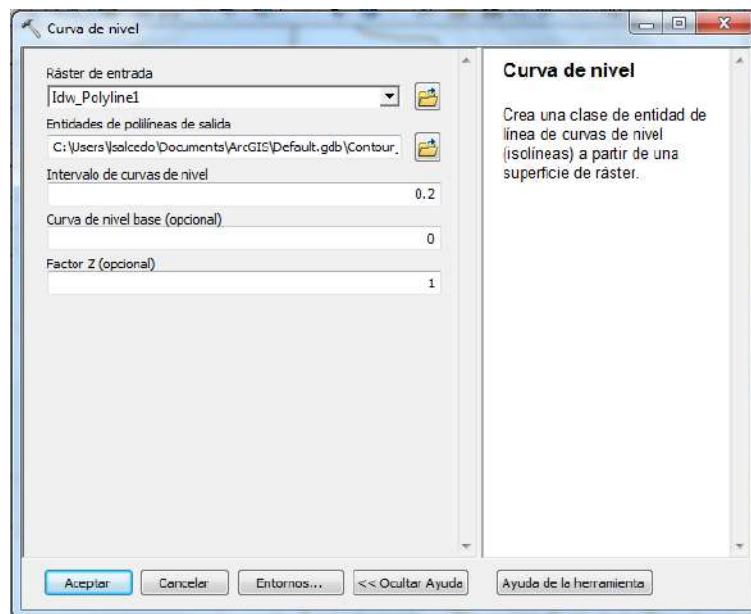 Curva de nivel
Ráster de entrada
Idw_Polyline1
Entidades de polilíneas de salida
C:\Users\lsalcedo\Documents\ArcGIS\Default.gdb\Contour_
Intervalo de curvas de nivel
0.2
Curva de nivel base (opcional)
0
Factor Z (opcional)
1
Curva de nivel
Crea una clase de entidad de
línea de curvas de nivel
(isolíneas) a partir de una
superficie de ráster.
Aceptar
Cancelar
Entornos...
<< Ocultar Ayuda
Ayuda de la herramienta